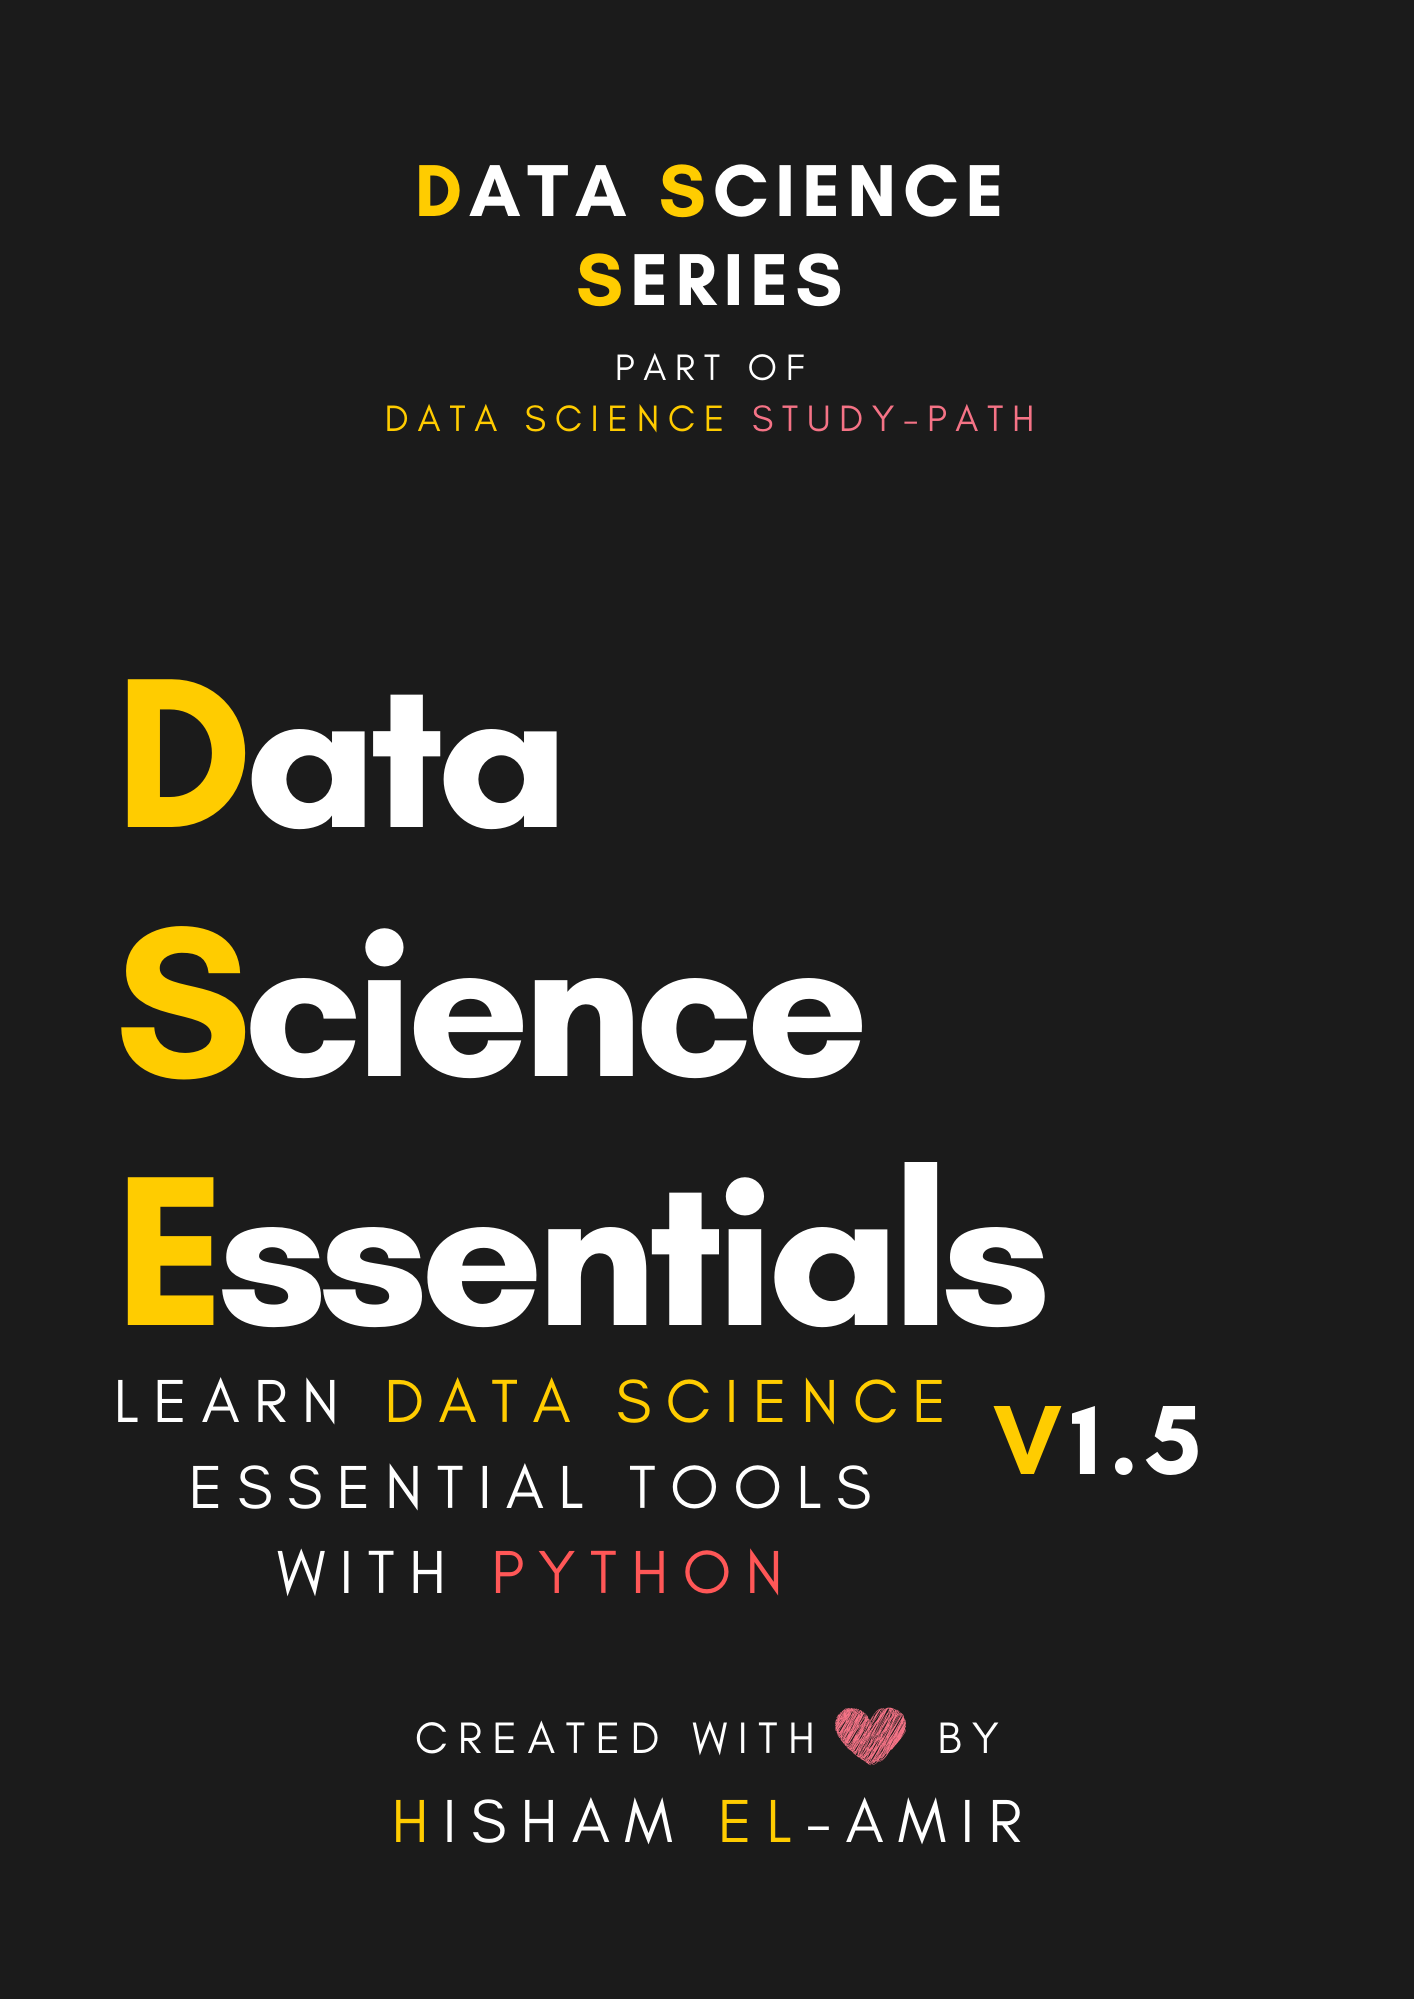 DATA SCIENCE
SERIES
PART OF
DATA SCIENCE STUDY-PATH
Data
Science
Essentials
LEARN DATA SCIENCE
ESSENTIAL TOOLS
WITH PYTHON
V1.5
CREATED WITH BY
HISHAM EL-AMIR